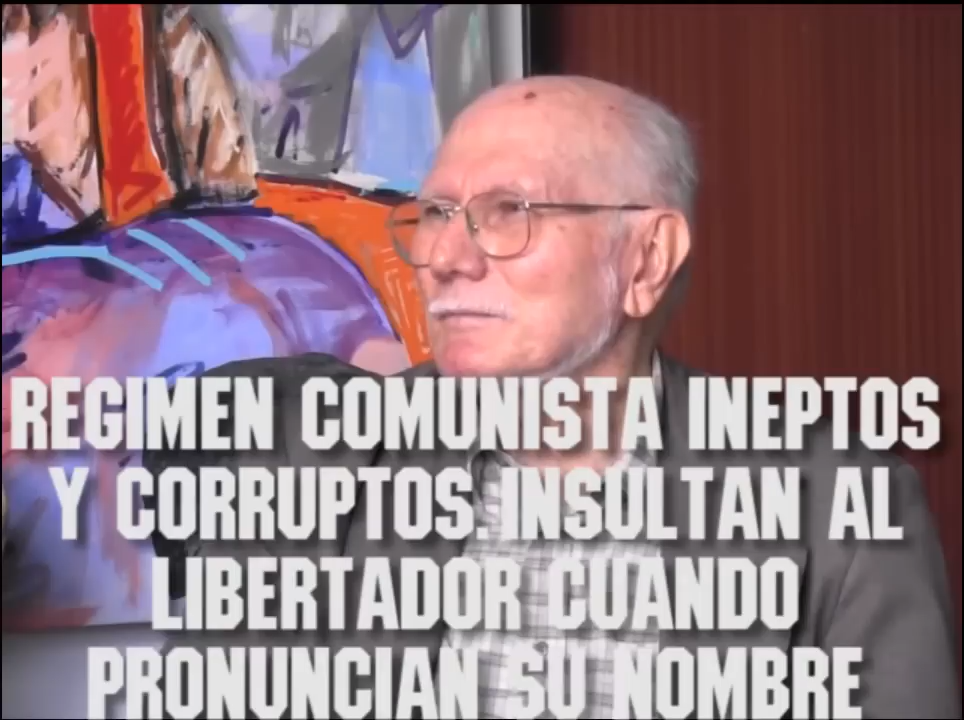 REGIMEN COMUNISTA INEPTOS
Y CORRUPTOS. INSULTAN AL
LIBERTADOR CUANDO
PRONUNCIAN SU NOMBRE